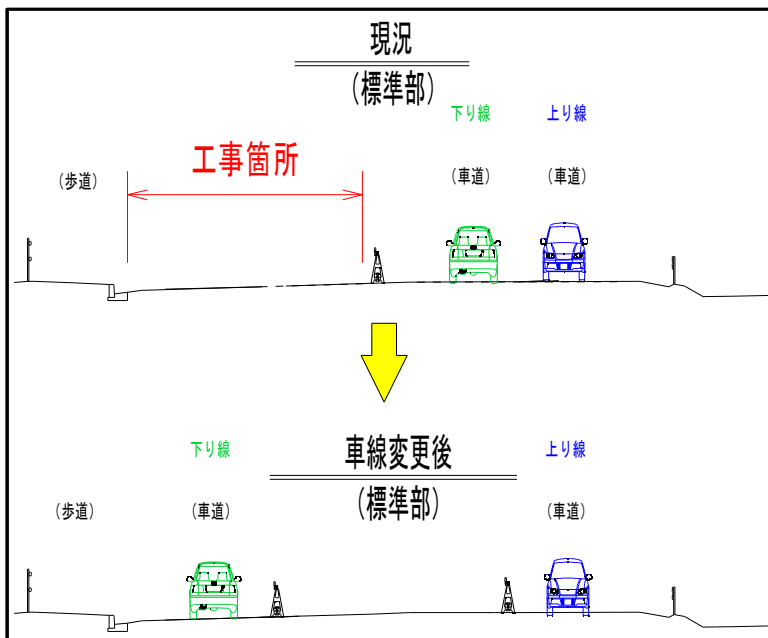 現況
(標準部)
下り線
上り線
工事箇所
(歩道)
(車道)
(車道)
下り線
車線変更後
上り線
(標準部)
(歩道)
(車道)
(車道)